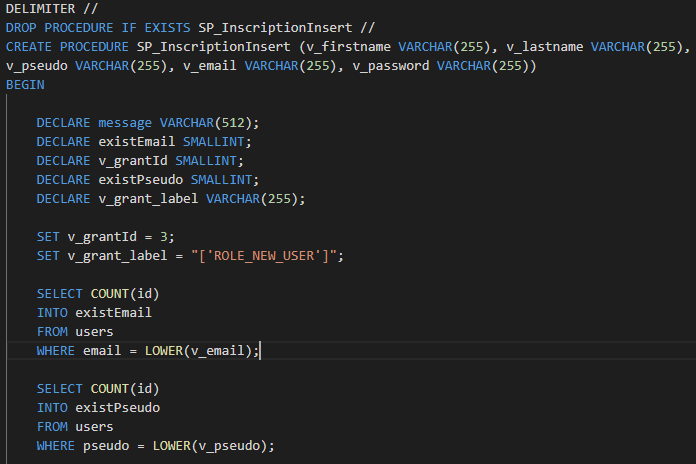 DELIMITER //
DROP PROCEDURE IF EXISTS SP_InscriptionInsert //
CREATE PROCEDURE SP_InscriptionInsert (v_firstname VARCHAR(255), v_lastname VARCHAR(255),
v_pseudo VARCHAR(255), v_email VARCHAR(255), v_password VARCHAR(255))
BEGIN
DECLARE message VARCHAR(512);
DECLARE existEmail SMALLINT;
DECLARE v_grantId SMALLINT;
DECLARE existPseudo SMALLINT;
DECLARE v_grant_label VARCHAR(255);
SET v_grantId = 3;
SET v_grant_label = "['ROLE_NEW_USER']";
SELECT COUNT(id)
INTO existEmail
FROM users
WHERE email = LOWER(v_email);
SELECT COUNT(id)
INTO existPseudo
FROM users
WHERE pseudo = LOWER(v_pseudo);